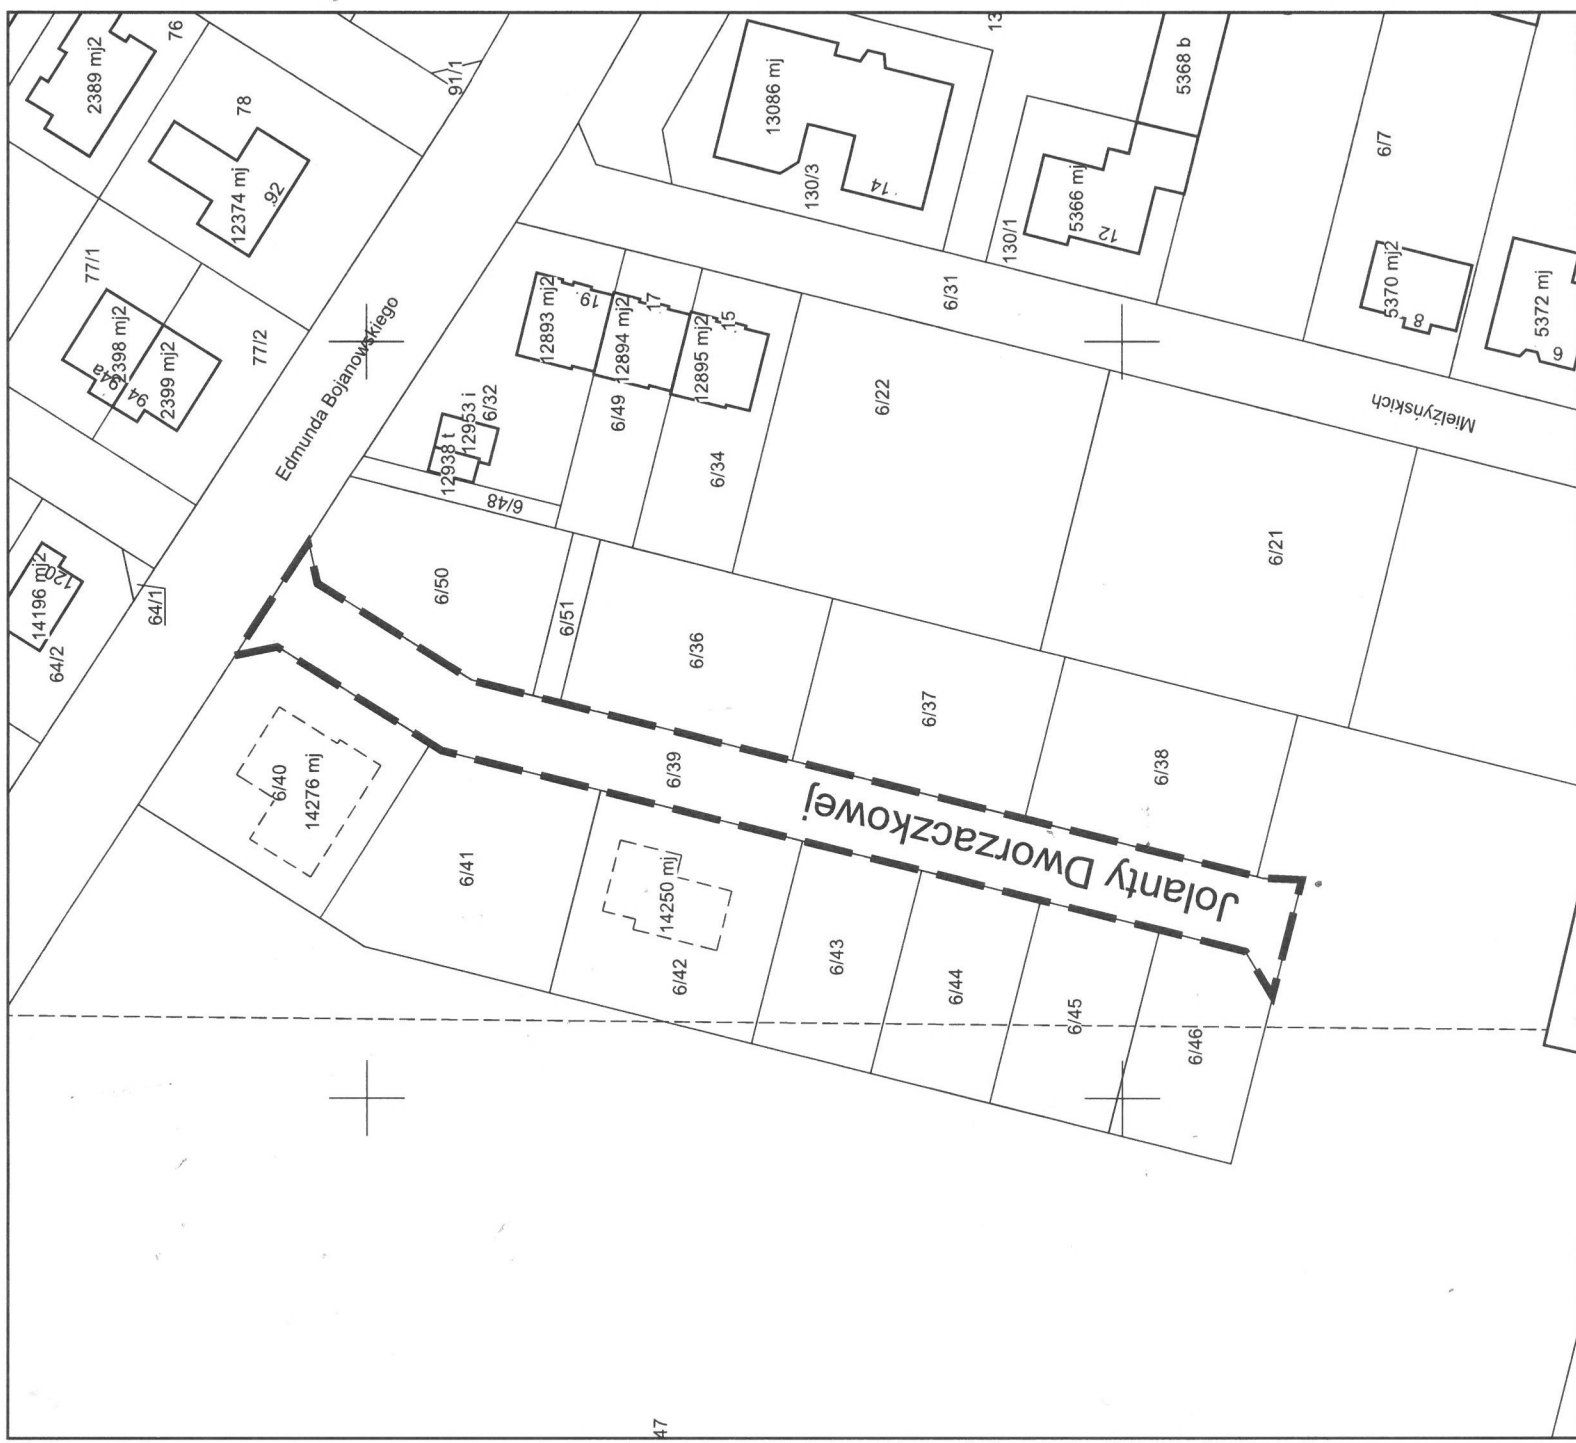 76
2389 mj2
78
12374 mj
92
91/1
77/1
2398 mj2
94a
94
2399 mj2
77/2
14196 mj2
120
64/1
64/2
Edmunda Bojanowskiego
13
13086 mj
130/3
14
5368 b
5366 mj
12
130/1
6/7
6/31
5370 mj2
8
5372 mj
6
12893 mj2
19
12894 mj2
17
12895 mj2
15
12938 t
12953 i
6/32
6/49
6/34
6/48
6/22
6/21
Mielżyńskich
6/50
6/51
6/36
6/37
6/38
6/39
Jolanty Dworzaczkowej
6/40
14276 mj
6/41
14250 mj
6/42
6/43
6/44
6/45
6/46
47